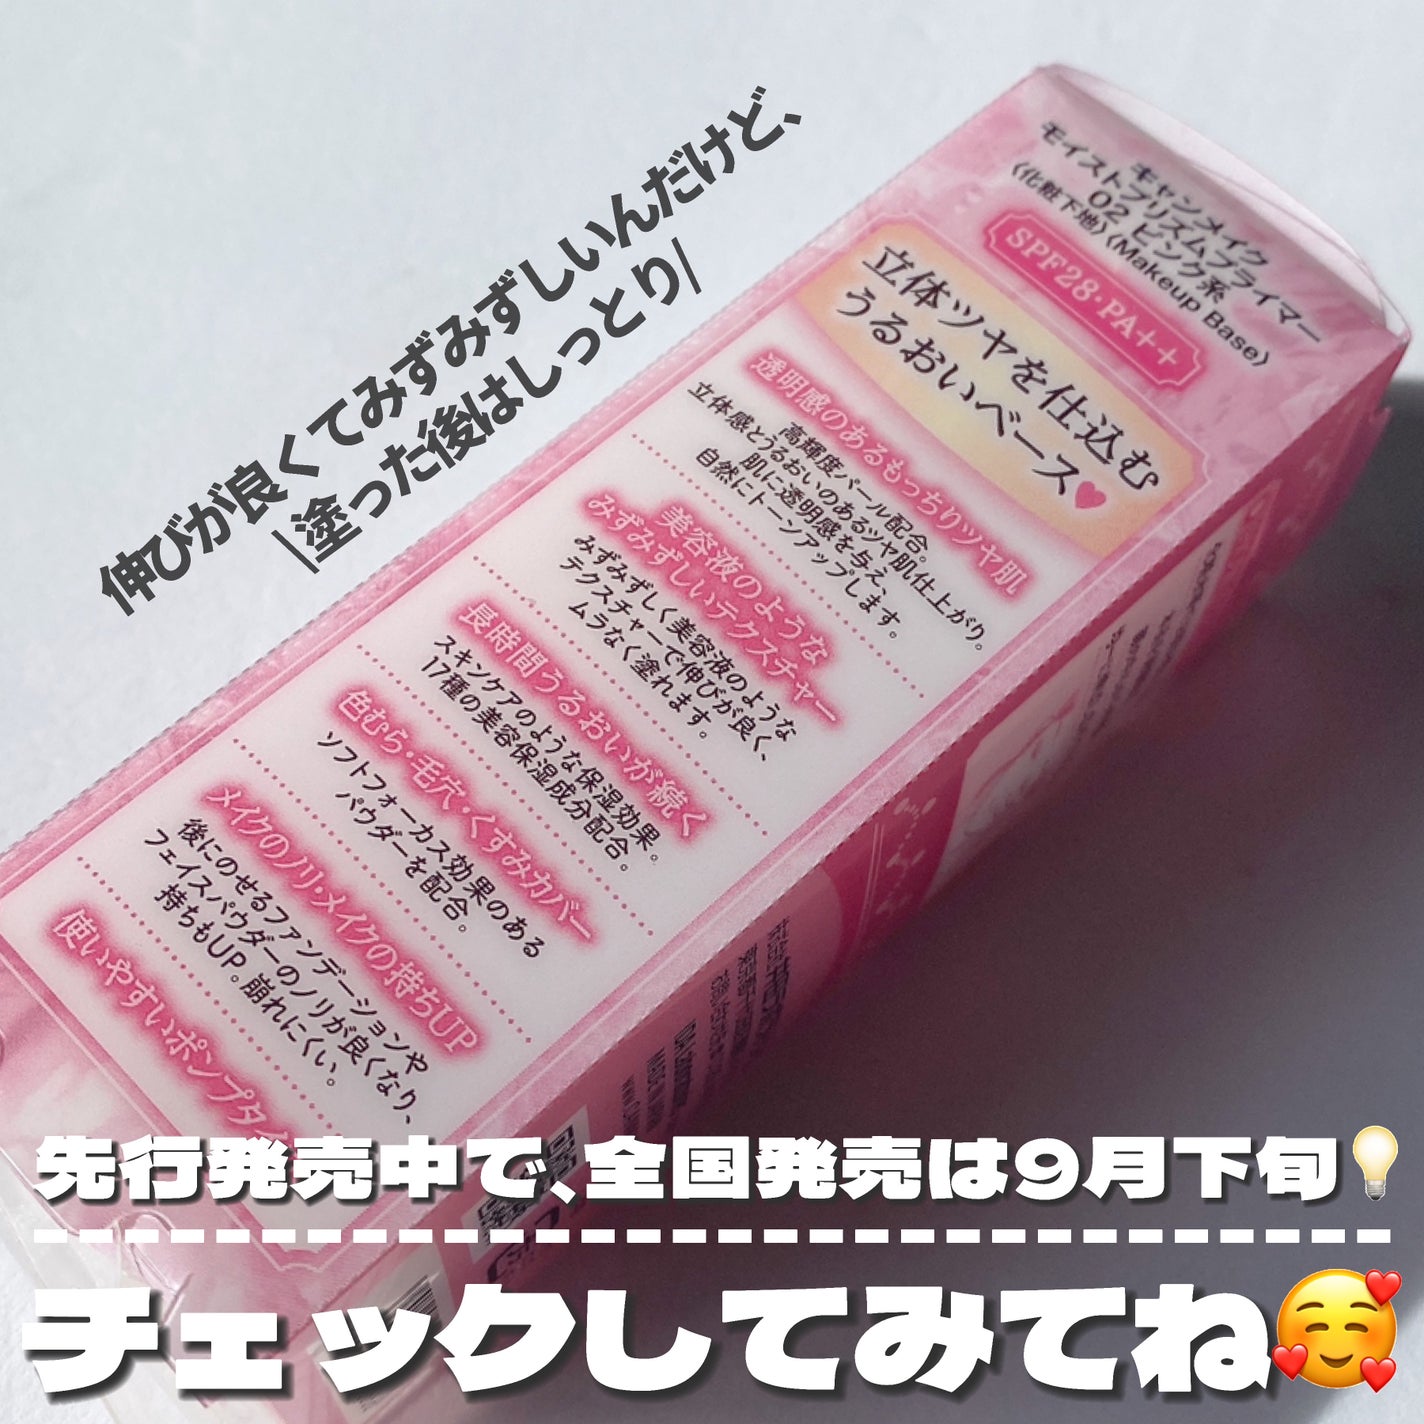 伸びが良くてみずみずしいんだけど、
\塗った後はしっとり/
キャンメイク
モイストプリズムプライマー
02 ピンク系
〈化粧下地〉〈Makeup Base〉
SPF28・PA++
立体ツヤを仕込む
うるおいベース♥
透明感のあるもっちりツヤ肌
高輝度パール配合。
立体感とうるおいのあるツヤ肌仕上がり。
肌に透明感を与え、
自然にトーンアップします。
美容液のような
みずみずしいテクスチャー
みずみずしく美容液のような
テクスチャーで伸びが良く、
ムラなく塗れます。
長時間うるおいが続く
スキンケアのような保湿効果。
17種の美容保湿成分配合。
色むら・毛穴・くすみカバー
ソフトフォーカス効果のある
パウダーを配合。
メイクのノリ・メイクの持ちUP
後にのせるファンデーションや
フェイスパウダーのノリが良くなり、
持ちもUP。崩れにくい。
使いやすいポンプタイ
MADE IN JAPAN
先行発売中で、全国発売は9月下旬💡
チェックしてみてね🥰